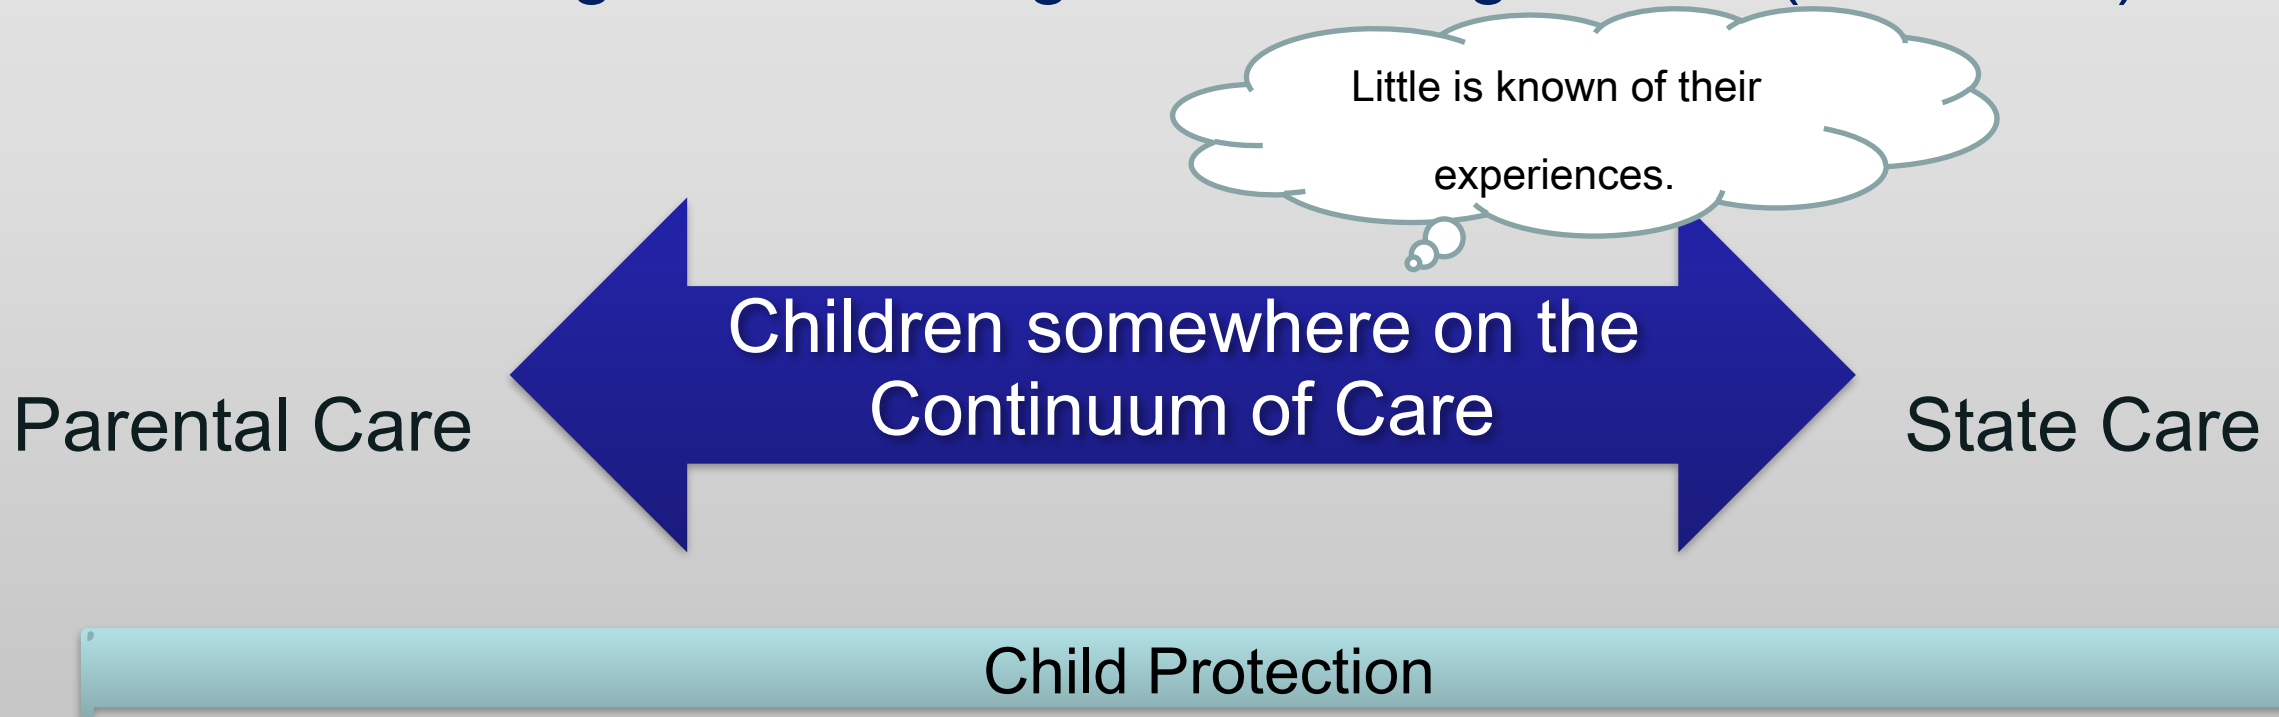 Little is known of their
experiences.
Children somewhere on the
Continuum of Care
Parental Care
State Care
Child Protection